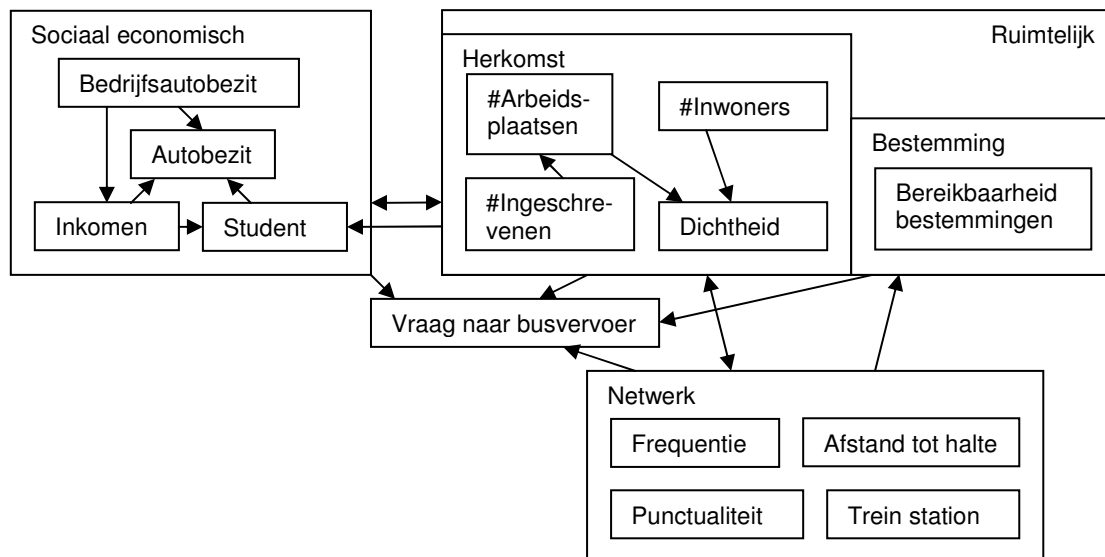 Sociaal economisch
Bedrijfsautobezit
Autobezit
Inkomen
Student
Ruimtelijk
Herkomst
#Arbeids-
plaatsen
#Inwoners
#Ingeschre-
venen
Dichtheid
Bestemming
Bereikbaarheid
bestemmingen
Vraag naar busvervoer
Netwerk
Frequentie
Afstand tot halte
Punctualiteit
Trein station